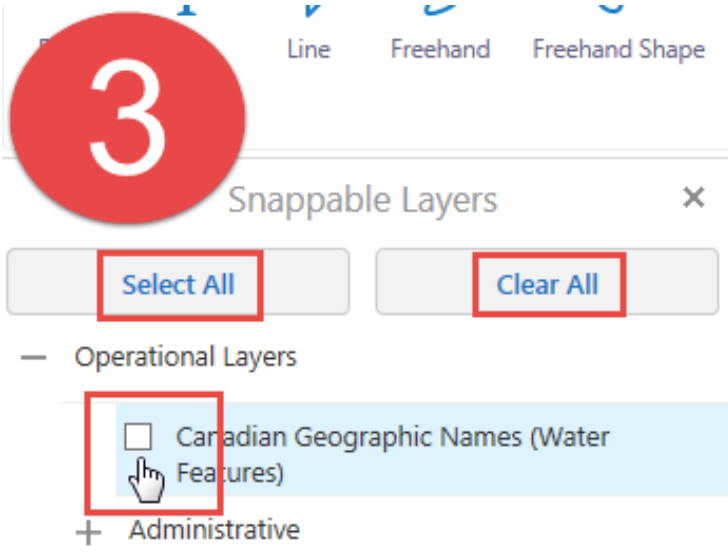 Line Freehand Freehand Shape
3
Snappable Layers
Select All Clear All
Operational Layers
Canadian Geographic Names (Water
Features)
Administrative